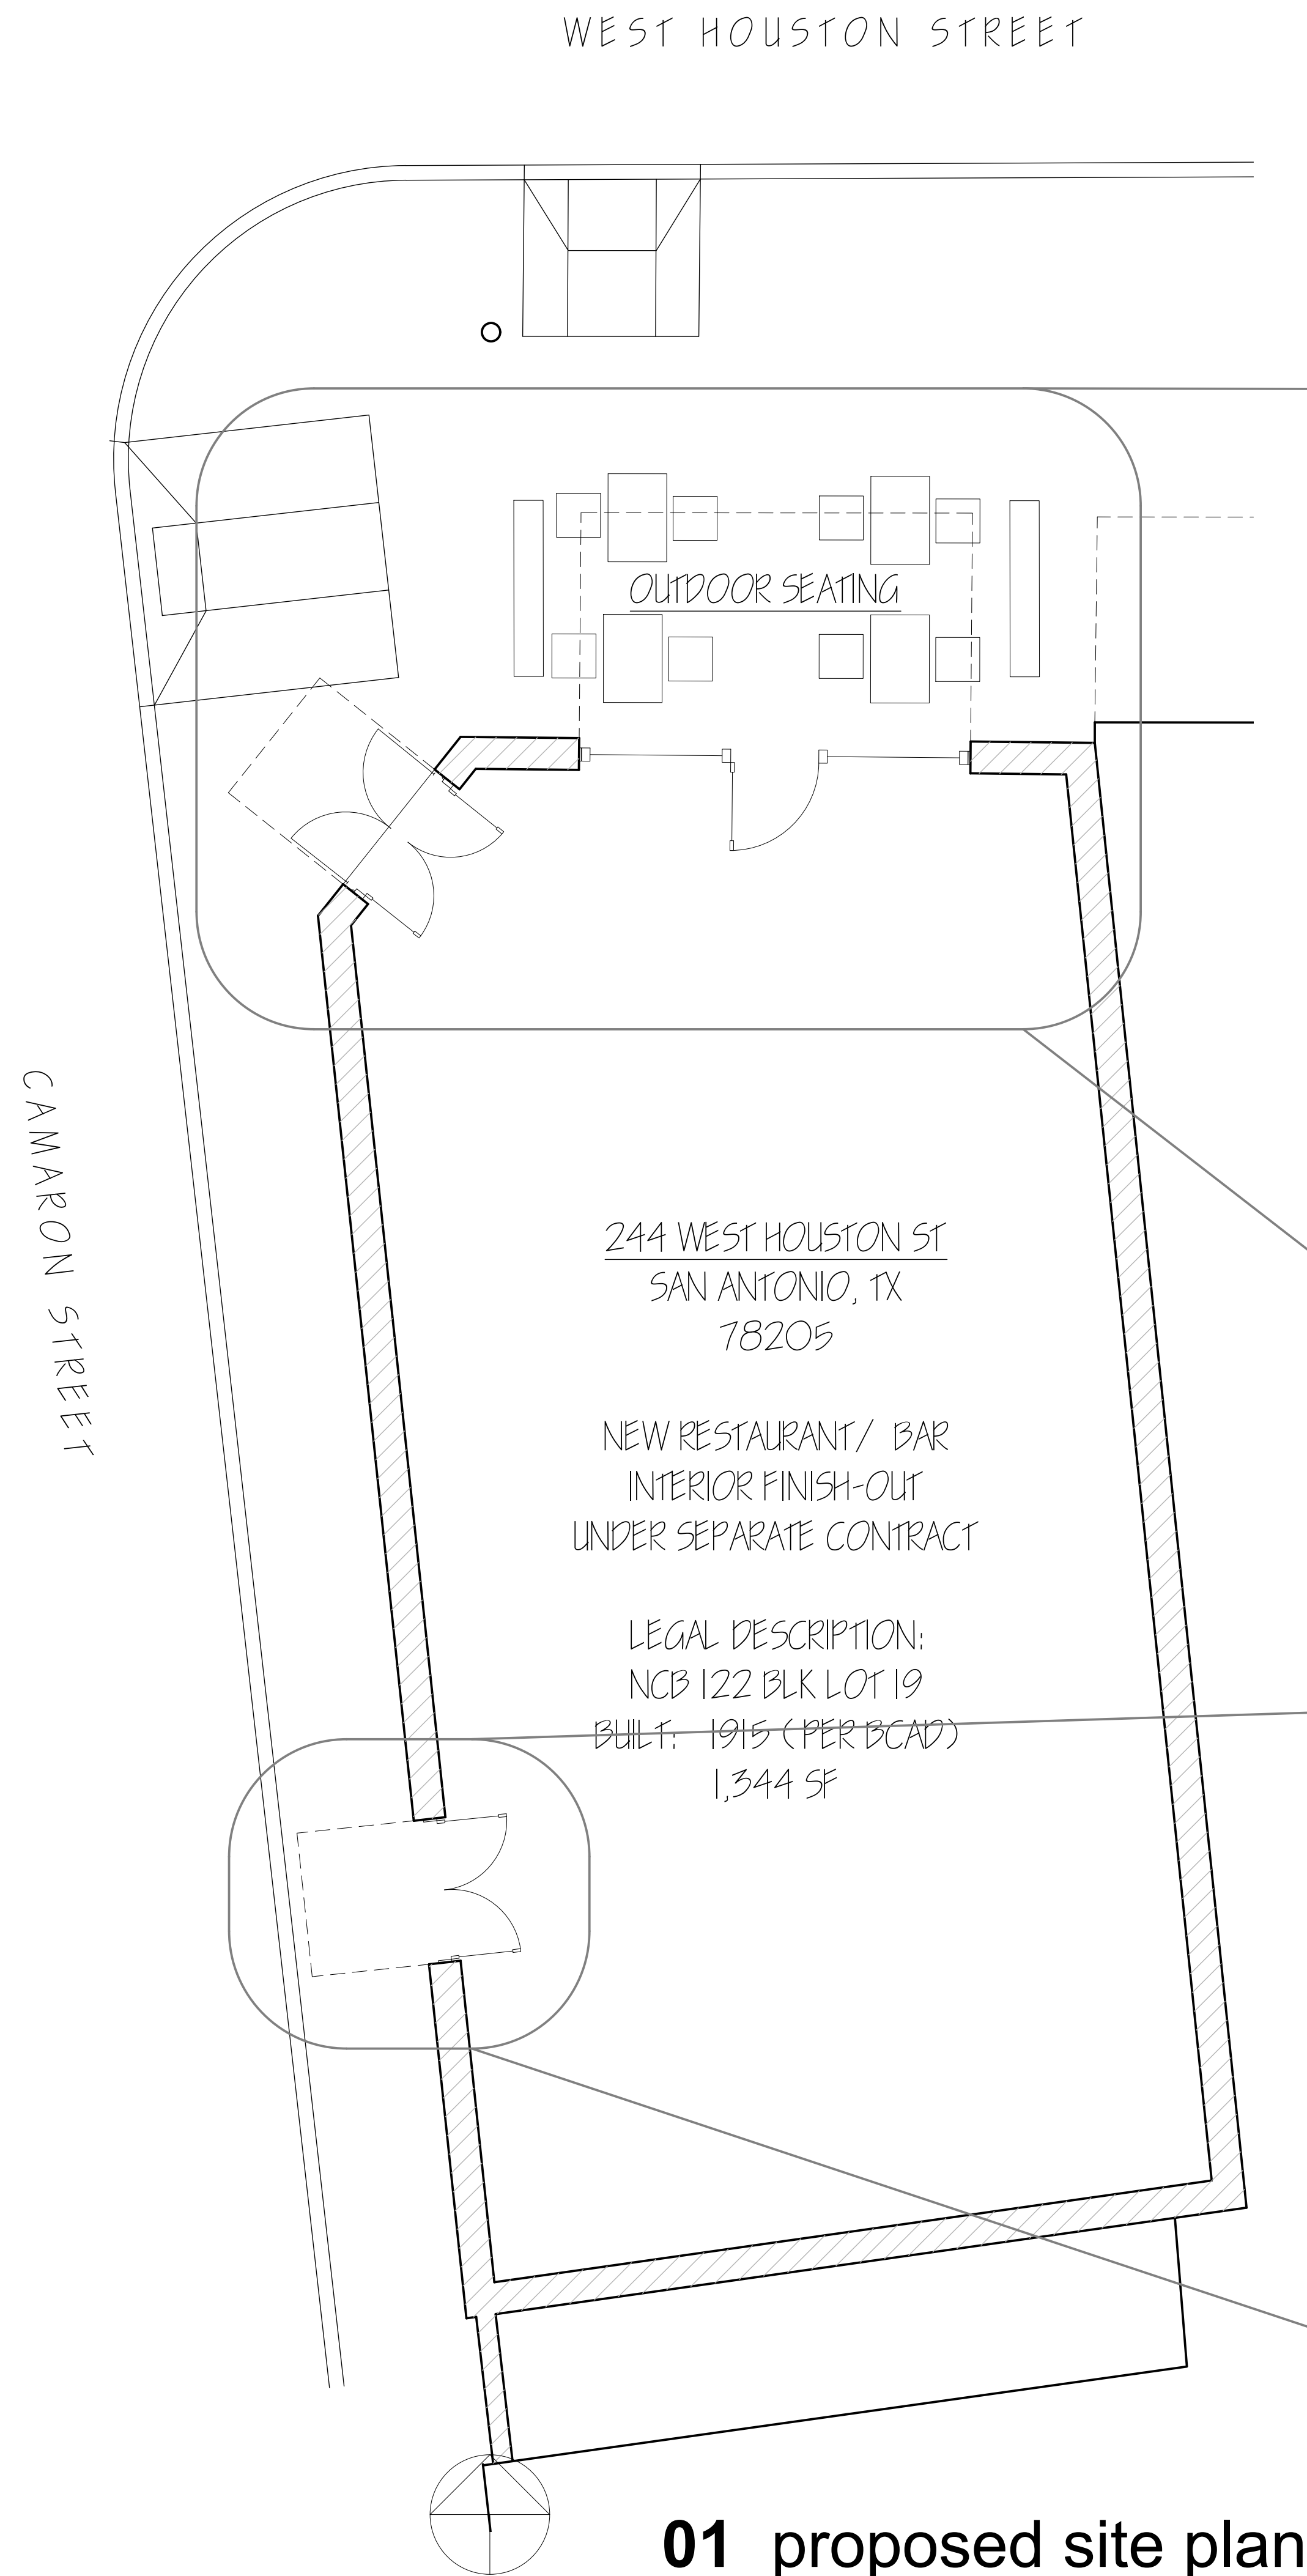 WEST HOUSTON STREET
OUTDOOR SEATING
CAMARON STREET
244 WEST HOUSTON ST
SAN ANTONIO, TX
78205
NEW RESTAURANT/ BAR
INTERIOR FINISH-OUT
UNDER SEPARATE CONTRACT
LEGAL DESCRIPTION:
NCB 122 BLK LOT 19
BUILT: 1915 (PER BCAD)
1,344 SF
01 proposed site plan